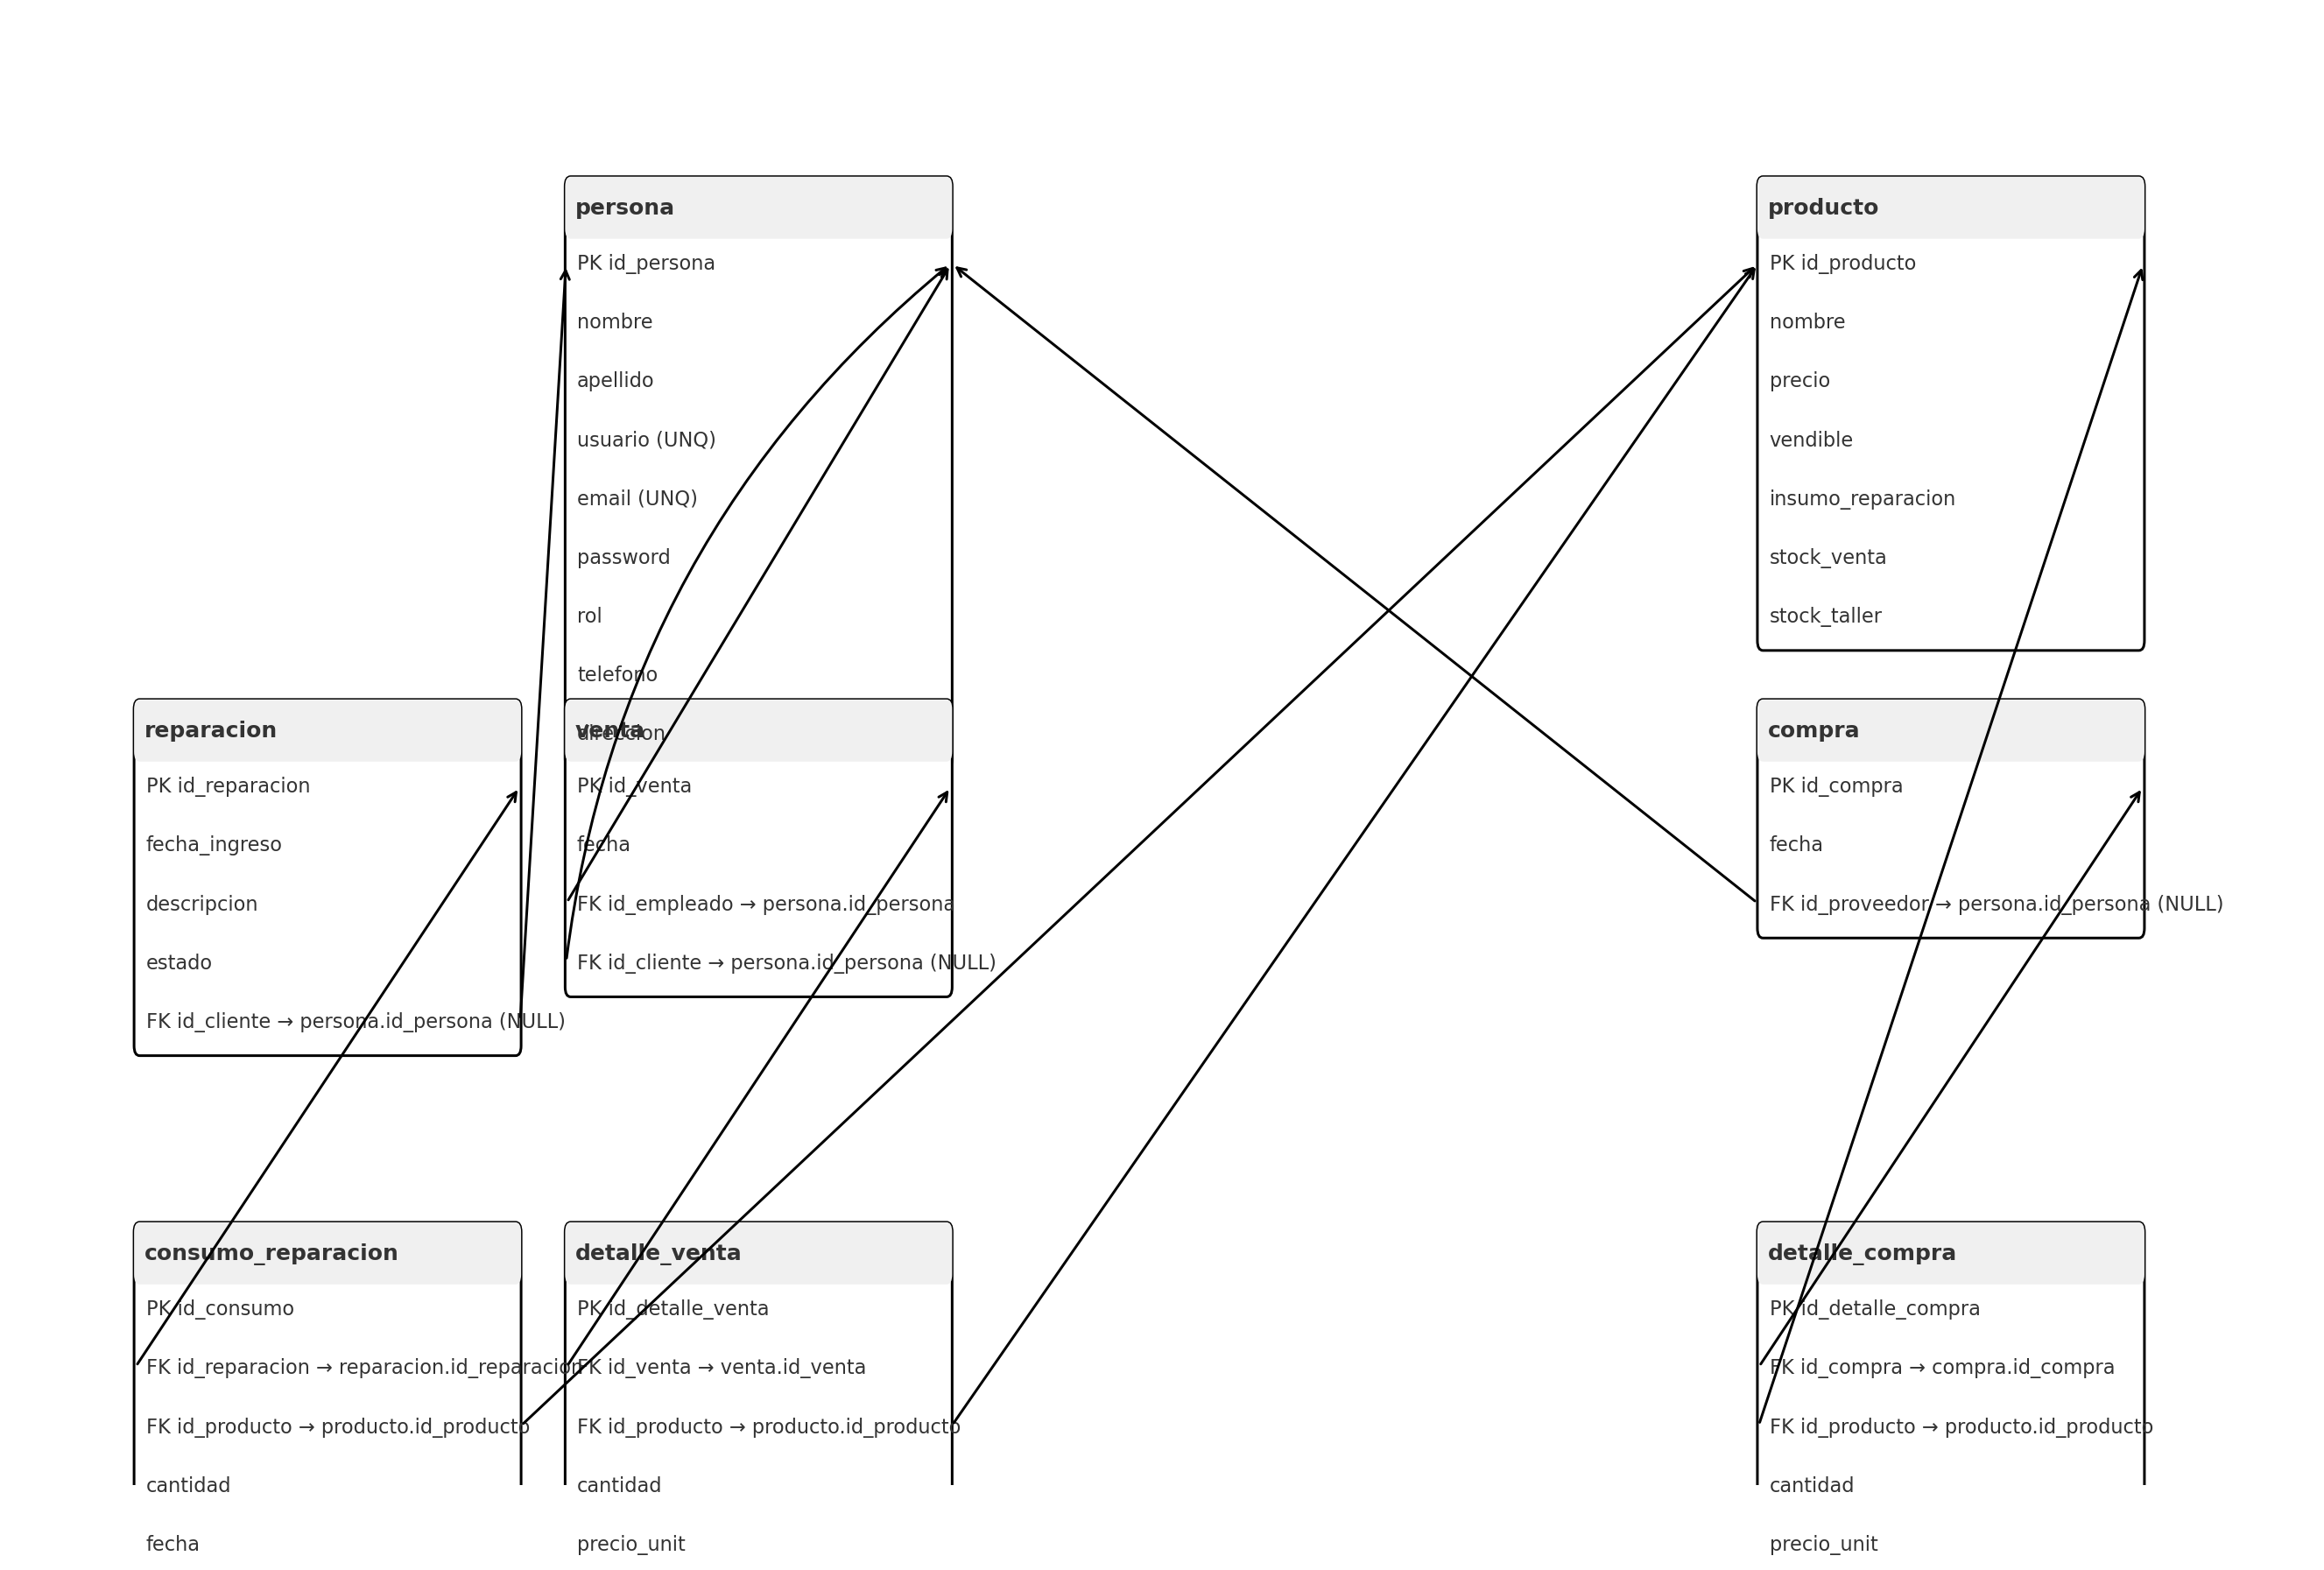 persona
PK id_persona
nombre
apellido
usuario (UNQ)
email (UNQ)
password
rol
telefono
direccion
producto
PK id_producto
nombre
precio
vendible
insumo_reparacion
stock_venta
stock_taller
reparacion
PK id_reparacion
fecha_ingreso
descripcion
estado
FK id_cliente → persona.id_persona (NULL)
venta
PK id_venta
fecha
FK id_empleado → persona.id_persona
FK id_cliente → persona.id_persona (NULL)
compra
PK id_compra
fecha
FK id_proveedor → persona.id_persona (NULL)
consumo_reparacion
PK id_consumo
FK id_reparacion → reparacion.id_reparacion
FK id_producto → producto.id_producto
cantidad
fecha
detalle_venta
PK id_detalle_venta
FK id_venta → venta.id_venta
FK id_producto → producto.id_producto
cantidad
precio_unit
detalle_compra
PK id_detalle_compra
FK id_compra → compra.id_compra
FK id_producto → producto.id_producto
cantidad
precio_unit